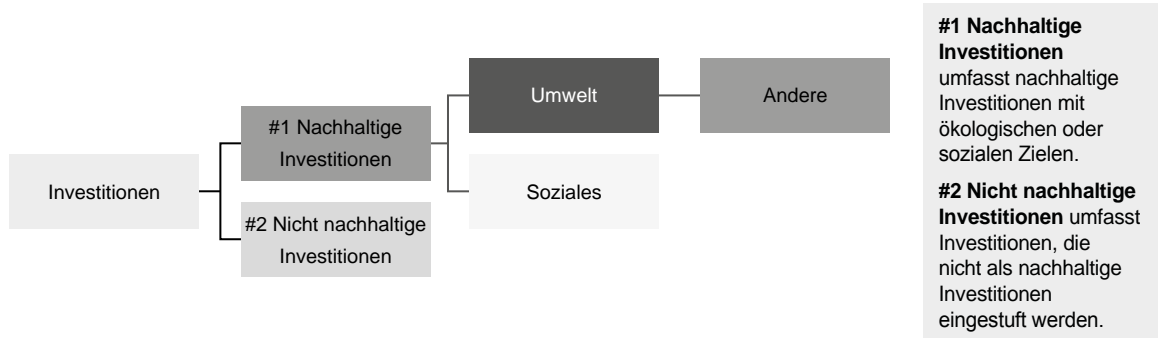 Investitionen
#1 Nachhaltige
Investitionen
#2 Nicht nachhaltige
Investitionen
Umwelt
Andere
Soziales
#1 Nachhaltige
Investitionen
umfasst nachhaltige
Investitionen mit
ökologischen oder
sozialen Zielen.
#2 Nicht nachhaltige
Investitionen umfasst
Investitionen, die
nicht als nachhaltige
Investitionen
eingestuft werden.